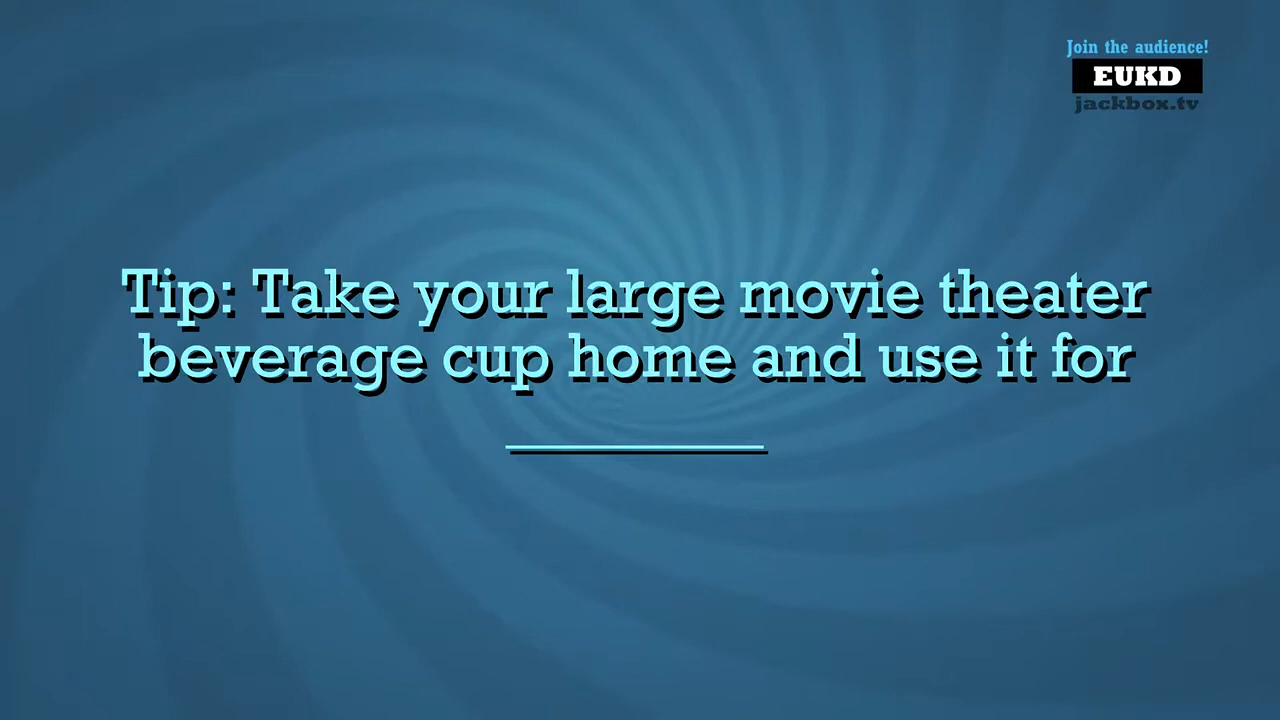 Join the audience!
EUKD
jackbox.tv
Tip: Take your large movie theater
beverage cup home and use it for